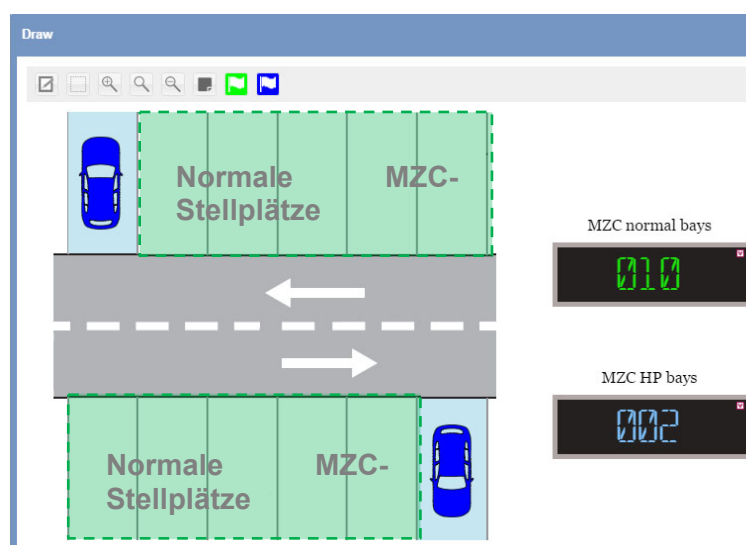 Draw
Normale MZC-
Stellplätze
MZC normal bays
010
MZC HP bays
002
Normale MZC-
Stellplätze